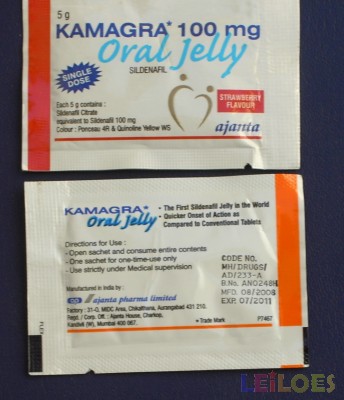 5 g
KAMAGRA* 100 mg
Oral Jelly
SILDENAFIL
SINGLE
DOSE
Each 5 g contains :
Sildenafil Citrate
equivalent to Sildenafil 100 mg
Colour : Ponceau 4R & Quinoline Yellow WS
STRAWBERRY
FLAVOUR
ajanta
KAMAGRA*
Oral Jelly
• The First Sildenafil Jelly in the World
• Quicker Onset of Action as
Compared to Conventional Tablets
Directions for Use :
- Open sachet and consume entire contents
- One sachet for one-time-use only
- Use strictly under Medical supervision
CODE NO.
MH/DRUGS/
AD/233-A
B.No. AN0248H
MFD. 08/2008
EXP. 07/2011
Manufactured in India by :
ajanta pharma limited
Factory : 31-O, MIDC Area, Chikalthana, Aurangabad 431 210.
Regd. / Corp. Off. : Ajanta House, Charkop,
Kandivli (W), Mumbai 400 067.
* Trade Mark
PT457
LEiLOES